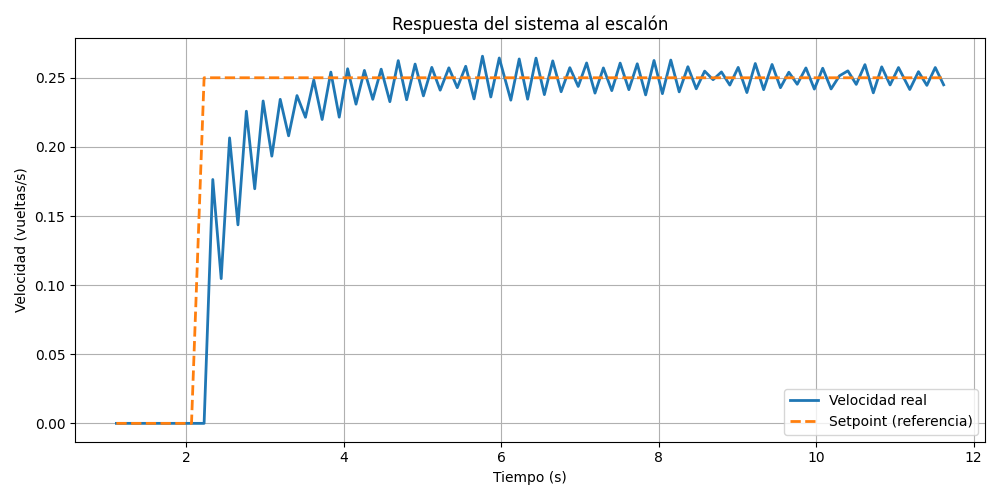 Respuesta del sistema al escalón
Velocidad (vueltas/s)
0.25
0.20
0.15
0.10
0.05
0.00
2
4
6
8
10
12
Tiempo (s)
Velocidad real
Setpoint (referencia)